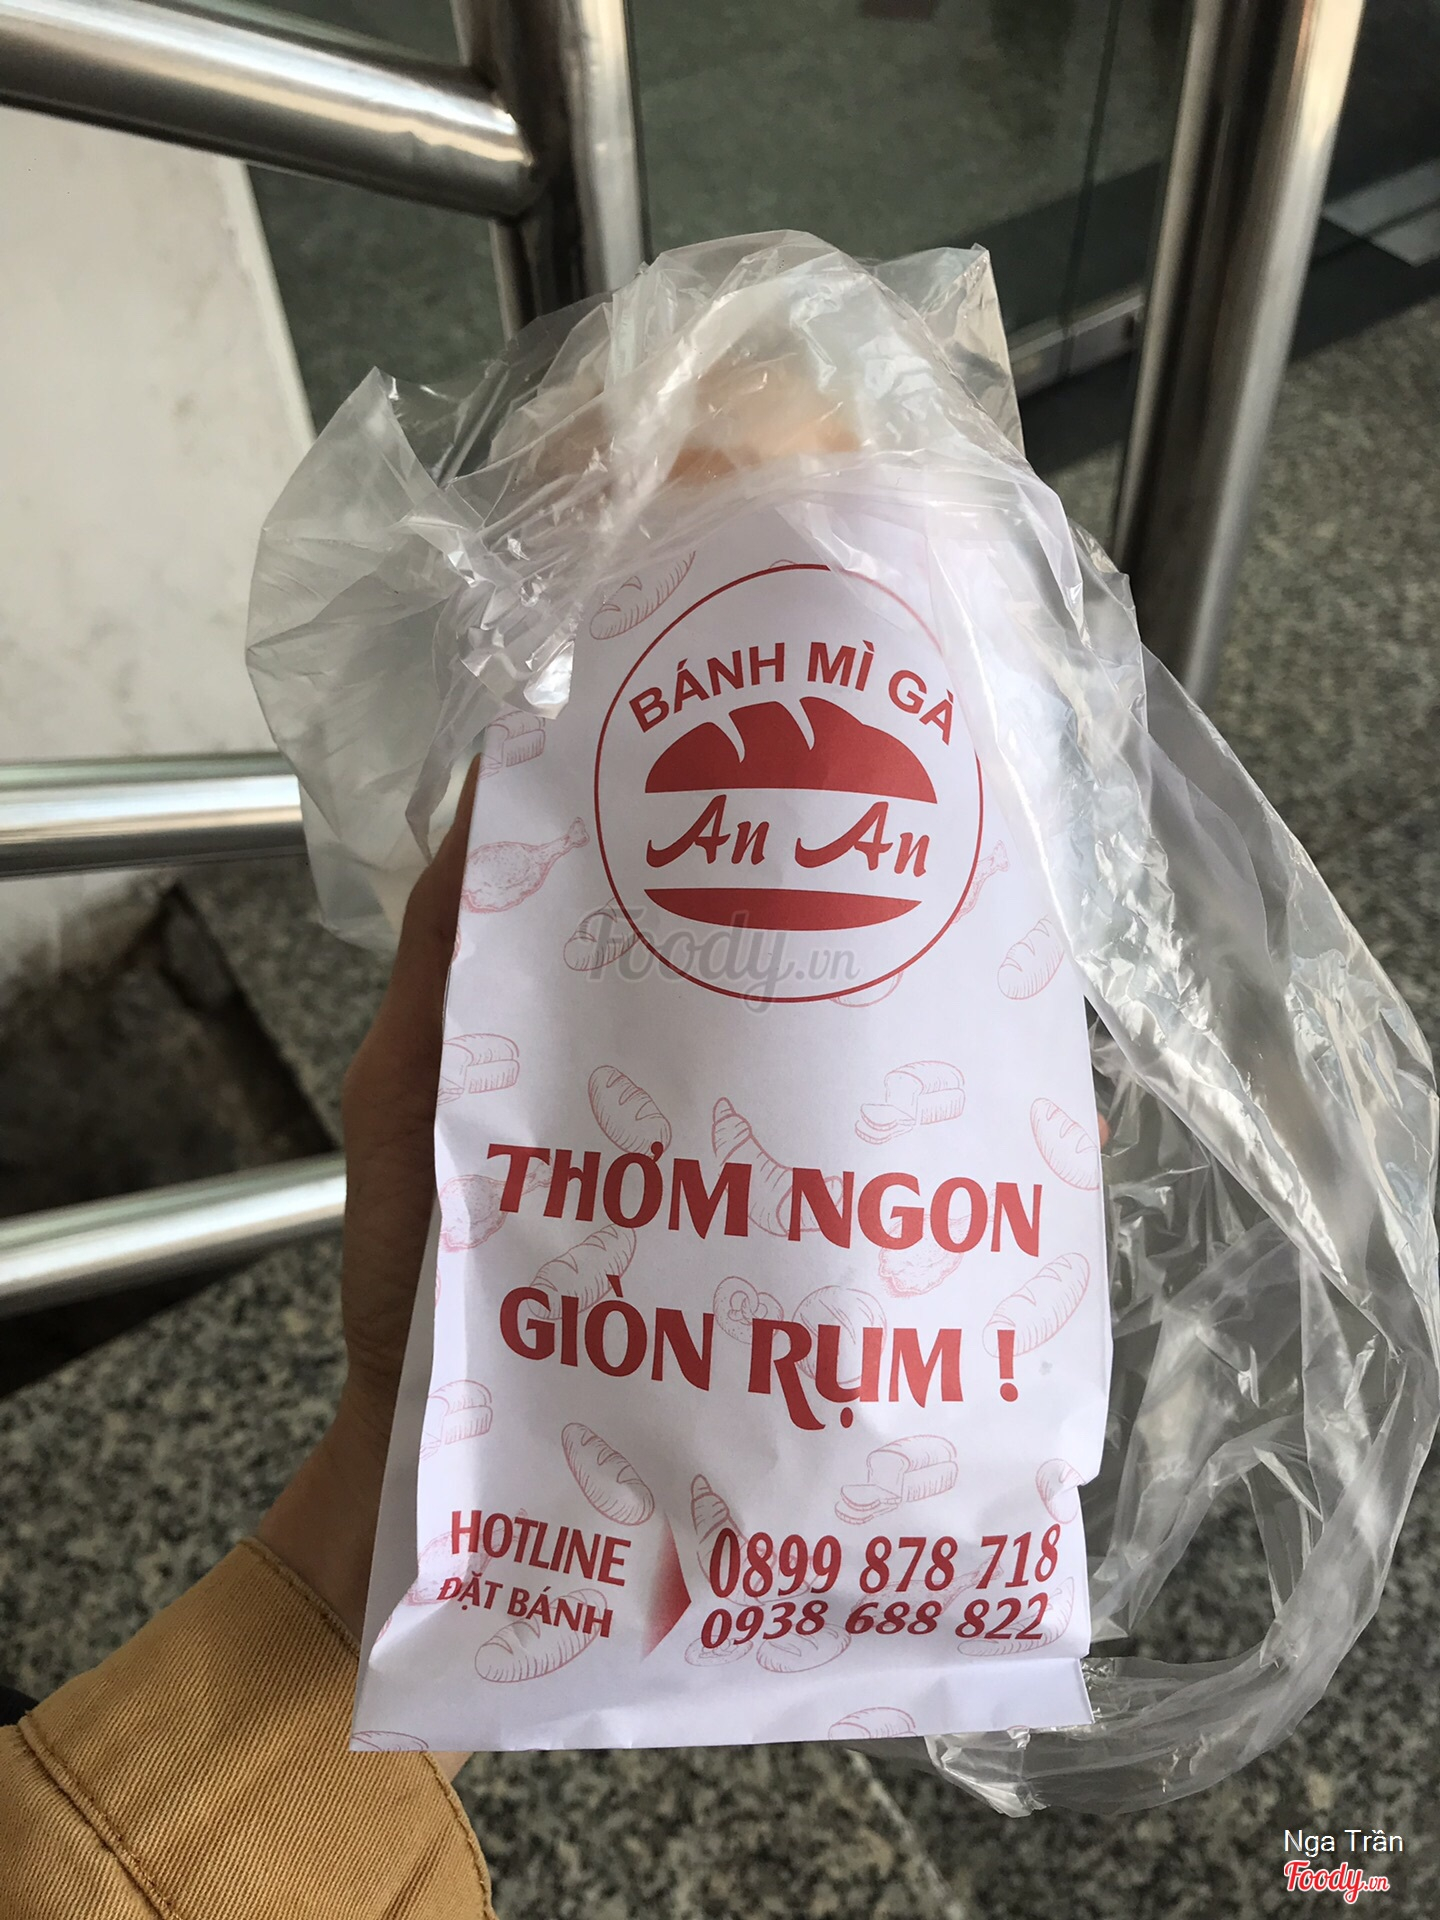 BÁNH MÌ GÀ
An An
Foody.vn
THƠM NGON
GIÒN RỤM !
HOTLINE
ĐẶT BÁNH
0899 878 718
0938 688 822
Nga Trần
Foody.vn